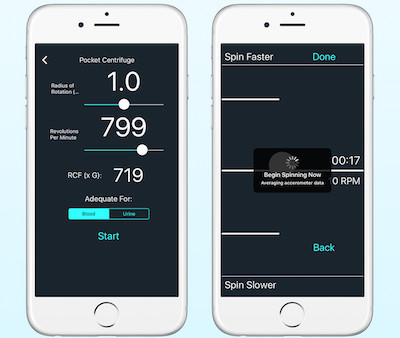 Pocket Centrifuge
Radius of
Rotation (...
1.0
Revolutions
Per Minute
799
RCF (x G):
719
Adequate For:
Blood
Urine
Start
Spin Faster
Done
00:17
Begin Spinning Now
Averaging accerometer data
0 RPM
Back
Spin Slower